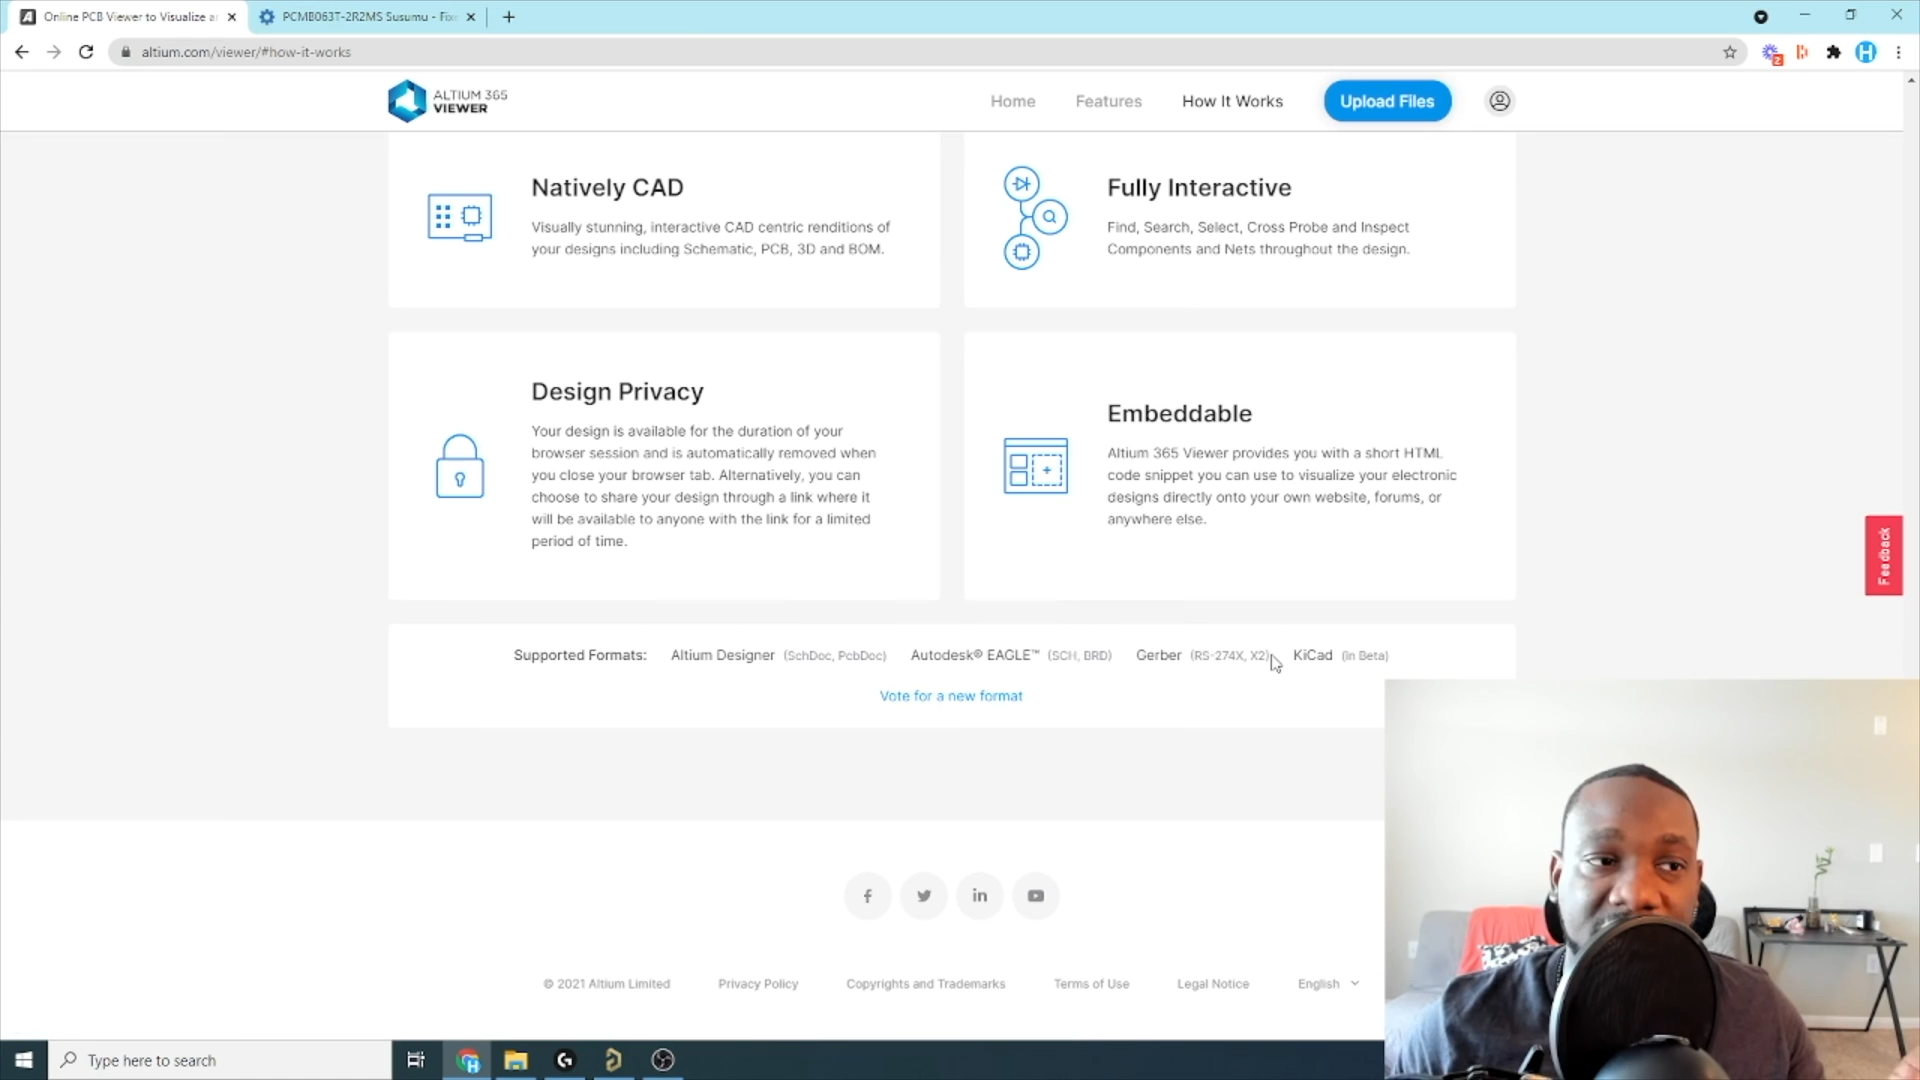 Online PCB Viewer to Visualize ar
PCMB063T-2R2MS Susumu - Fixe
altium.com/viewer/#how-it-works
2
H
ALTIUM 365
VIEWER
Home
Features
How It Works
Upload Files
Natively CAD
Visually stunning, interactive CAD centric renditions of
your designs including Schematic, PCB, 3D and BOM.
Fully Interactive
Find, Search, Select, Cross Probe and Inspect
Components and Nets throughout the design.
Design Privacy
Your design is available for the duration of your
browser session and is automatically removed when
you close your browser tab. Alternatively, you can
choose to share your design through a link where it
will be available to anyone with the link for a limited
period of time.
Embeddable
Altium 365 Viewer provides you with a short HTML
code snippet you can use to visualize your electronic
designs directly onto your own website, forums, or
anywhere else.
Feedback
Supported Formats: Altium Designer (SchDoc, PcbDoc) Autodesk® EAGLE™ (SCH, BRD) Gerber (RS-274X, X2) KiCad (in Beta)
Vote for a new format
© 2021 Altium Limited
Privacy Policy
Copyrights and Trademarks
Terms of Use
Legal Notice
English
Type here to search